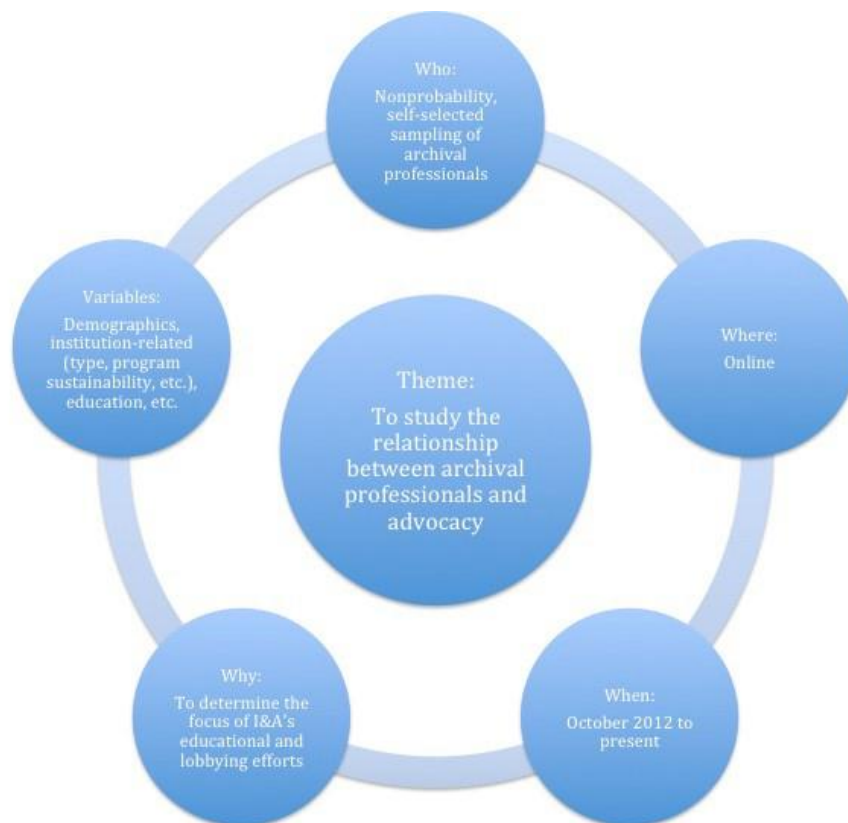 Who:
Nonprobability,
self-selected
sampling of
archival
professionals
Where:
Online
When:
October 2012 to
present
Why:
To determine the
focus of I&A's
educational and
lobbying efforts
Variables:
Demographics,
institution-related
(type, program
sustainability, etc.),
education, etc.
Theme:
To study the
relationship
between archival
professionals and
advocacy